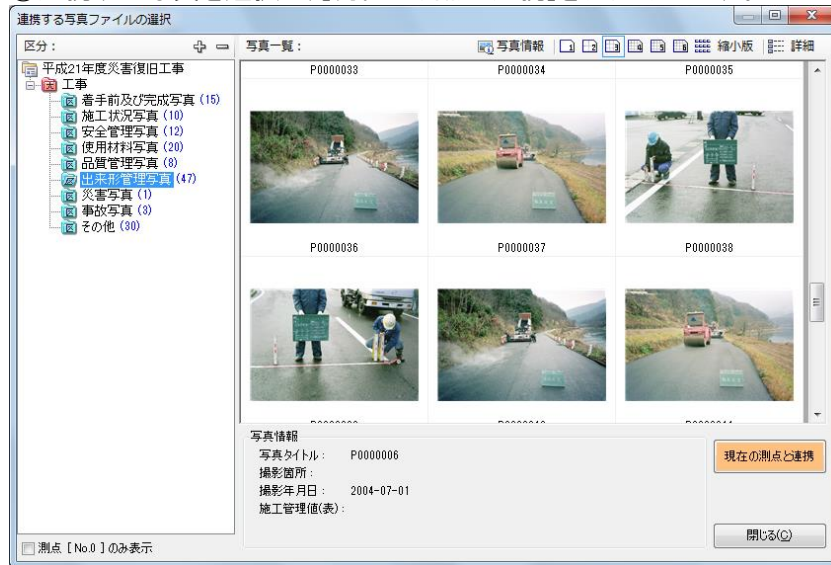 連携する写真ファイルの選択
区分：
写真一覧：
写真情報
縮小版
詳細
平成21年度災害復旧工事
工事
着手前及び完成写真 (15)
施工状況写真 (10)
安全管理写真 (12)
使用材料写真 (20)
品質管理写真 (8)
出来形管理写真 (47)
災害写真 (1)
事故写真 (3)
その他 (30)
P0000033
P0000034
P0000035
P0000036
P0000037
P0000038
写真情報
写真タイトル： P0000006
撮影箇所：
撮影年月日： 2004-07-01
施工管理値(表)：
現在の測点と連携
閉じる(C)
測点 [ No.0 ] のみ表示